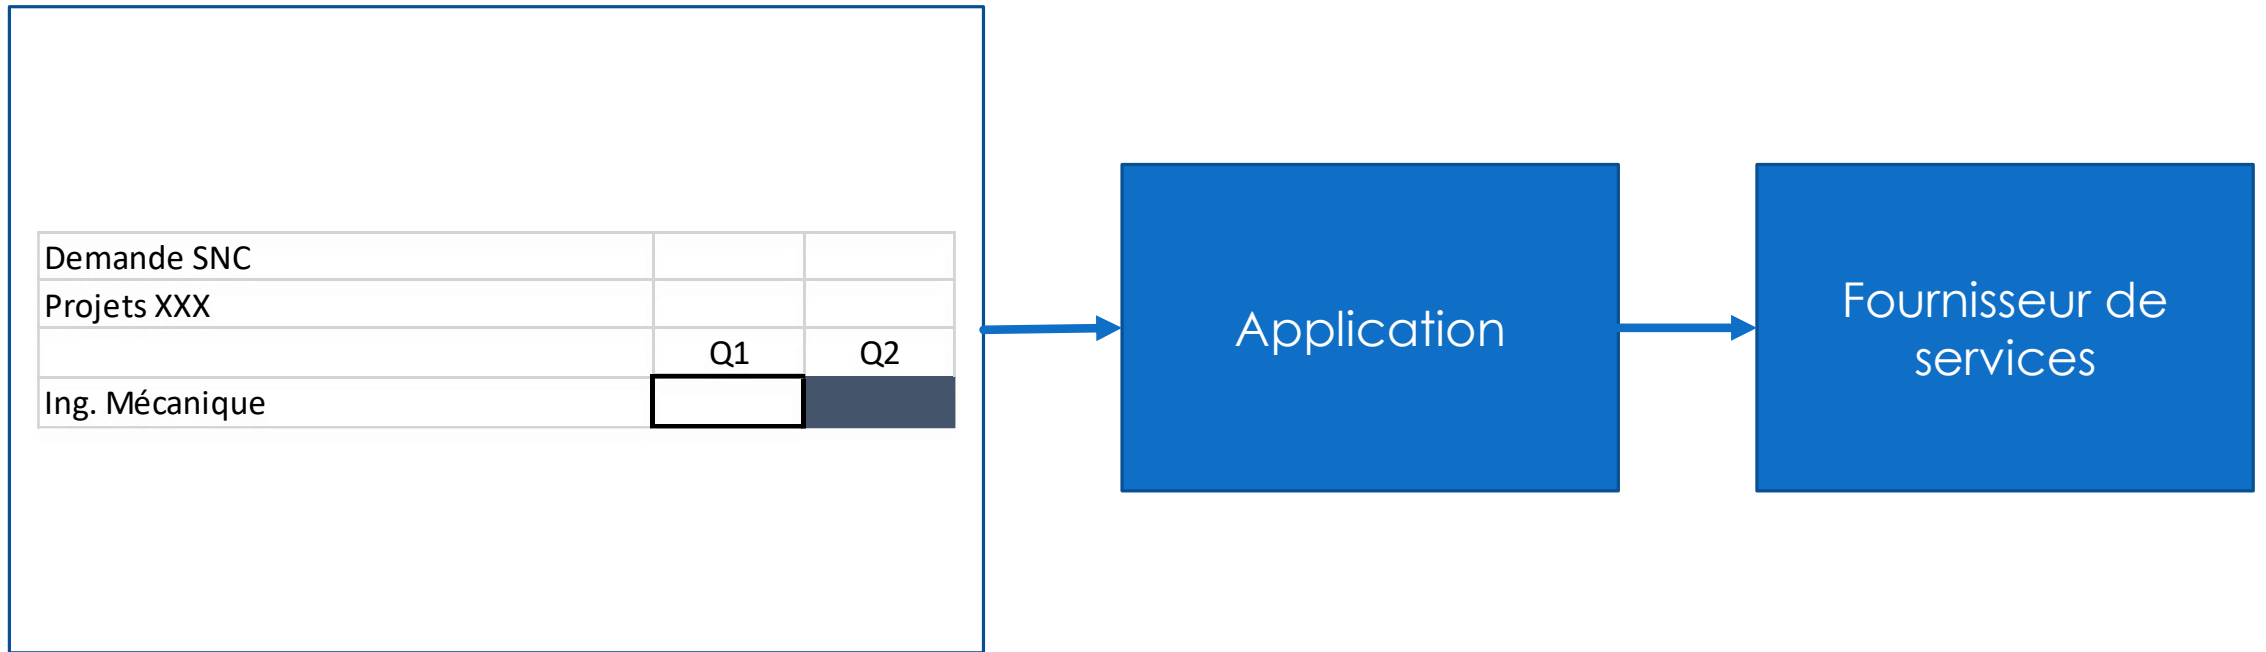 Demande SNC
Projets XXX
Q1 Q2
Ing. Mécanique
Application
Fournisseur de
services